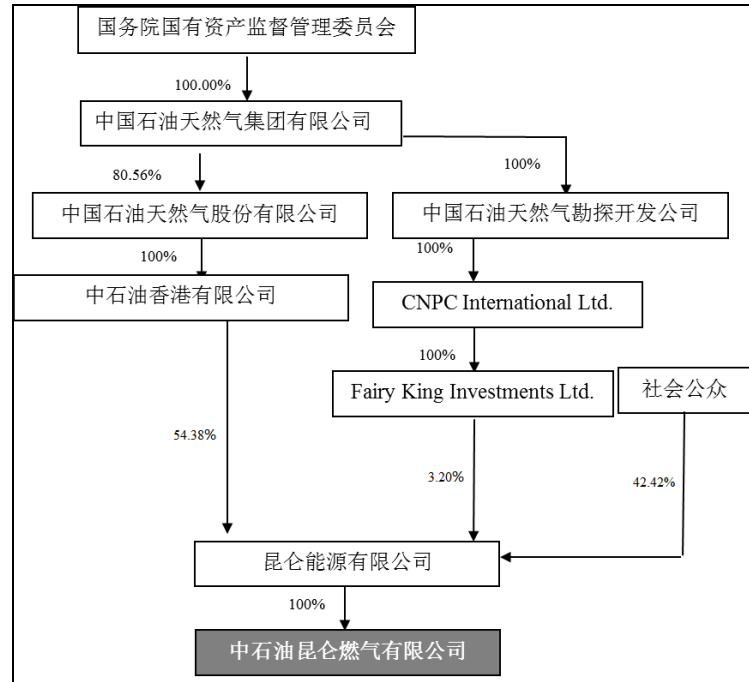 国务院国有资产监督管理委员会
100.00%
中国石油天然气集团有限公司
80.56%
100%
中国石油天然气股份有限公司
中国石油天然气勘探开发公司
100%
100%
中石油香港有限公司
CNPC International Ltd.
100%
Fairy King Investments Ltd.
社会公众
54.38%
3.20%
42.42%
昆仑能源有限公司
100%
中石油昆仑燃气有限公司